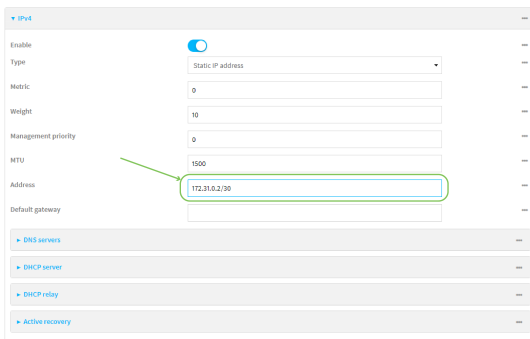 IPv4
Enable
Type Static IP address
Metric 0
Weight 10
Management priority 0
MTU 1500
Address 172.31.0.2/30
Default gateway
DNS servers
DHCP server
DHCP relay
Active recovery